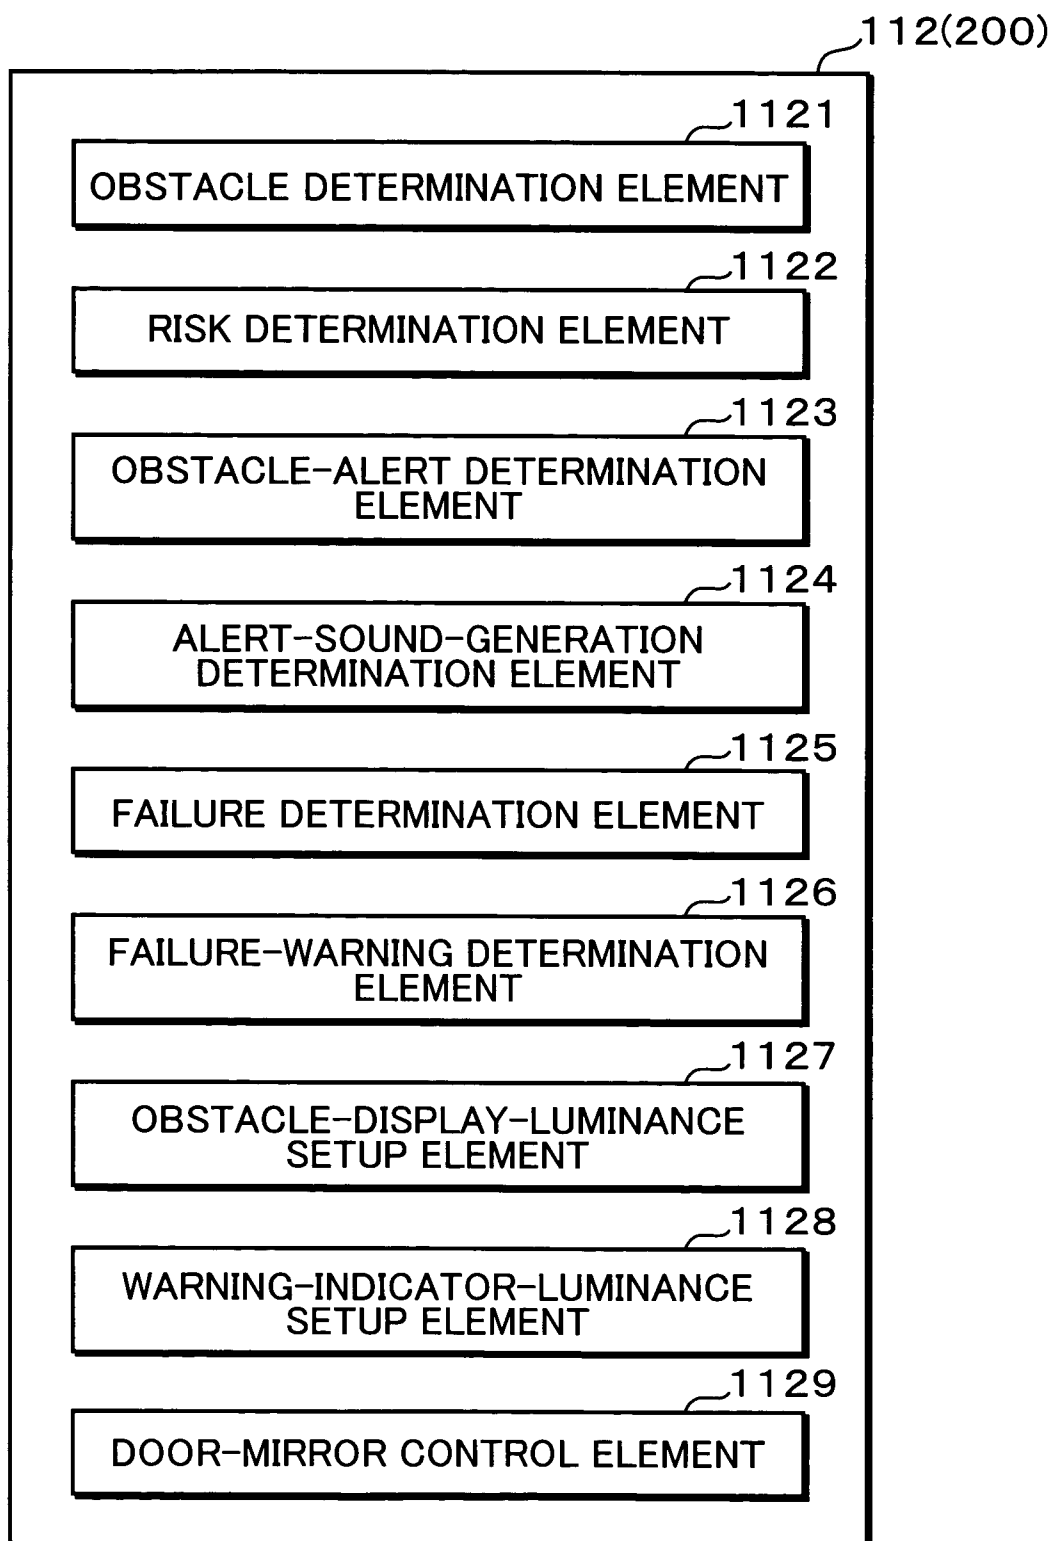 112(200)
1121
OBSTACLE DETERMINATION ELEMENT
1122
RISK DETERMINATION ELEMENT
1123
OBSTACLE-ALERT DETERMINATION
ELEMENT
1124
ALERT-SOUND-GENERATION
DETERMINATION ELEMENT
1125
FAILURE DETERMINATION ELEMENT
1126
FAILURE-WARNING DETERMINATION
ELEMENT
1127
OBSTACLE-DISPLAY-LUMINANCE
SETUP ELEMENT
1128
WARNING-INDICATOR-LUMINANCE
SETUP ELEMENT
1129
DOOR-MIRROR CONTROL ELEMENT